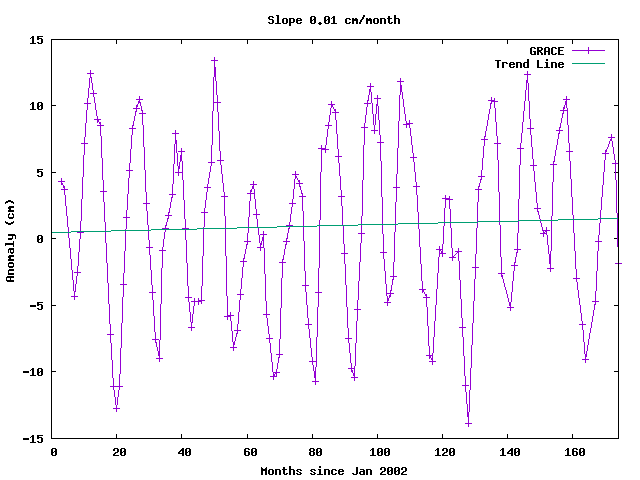 Slope 0.01 cm/month
GRACE
Trend Line
15
10
5
0
-5
-10
-15
Anomaly (cm)
0 20 40 60 80 100 120 140 160
Months since Jan 2002